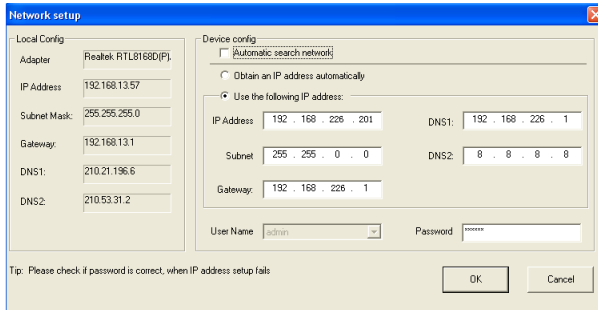 Network setup
Local Config
Adapter Realtek RTL8168D(P).
IP Address 192.168.13.57
Subnet Mask: 255.255.255.0
Gateway: 192.168.13.1
DNS1: 210.21.196.6
DNS2: 210.53.31.2
Device config
Automatic search network
Obtain an IP address automatically
Use the following IP address:
IP Address 192 . 168 . 226 . 201 DNS1: 192 . 168 . 226 . 1
Subnet 255 . 255 . 0 . 0 DNS2: 8 . 8 . 8 . 8
Gateway: 192 . 168 . 226 . 1
User Name admin Password ******
Tip: Please check if password is correct, when IP address setup fails
OK Cancel